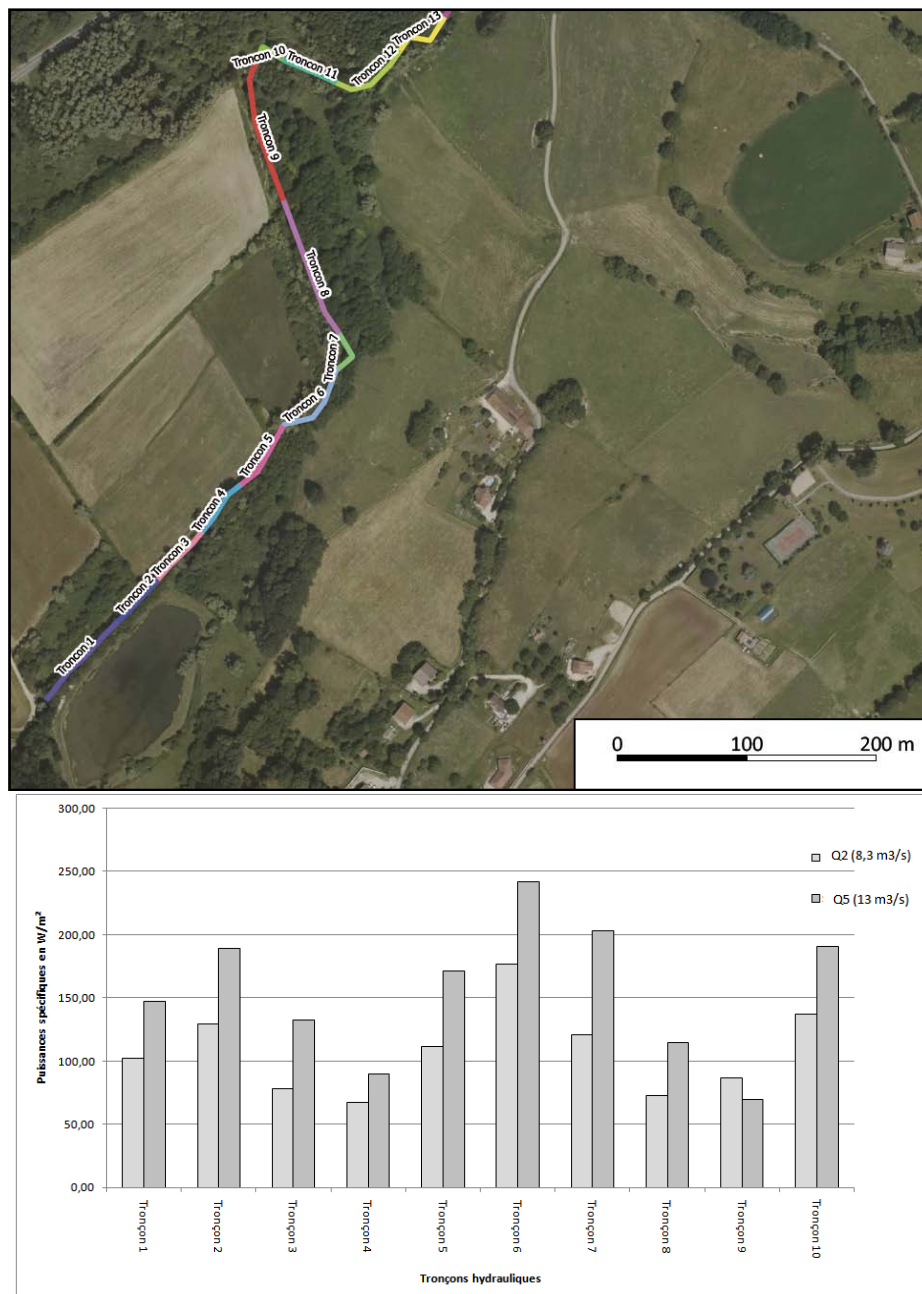 Troncon 13
Troncon 10
Troncon 12
Troncon 11
Troncon 9
Troncon 8
Troncon 7
Troncon 6
Troncon 5
Troncon 4
Troncon 3
Troncon 2
Troncon 1
0 100 200 m
300,00
250,00
200,00
150,00
100,00
50,00
0,00
Puissances spécifiques en W/m²
Q2 (8,3 m3/s)
Q5 (13 m3/s)
Tronçon 1
Tronçon 2
Tronçon 3
Tronçon 4
Tronçon 5
Tronçon 6
Tronçon 7
Tronçon 8
Tronçon 9
Tronçon 10
Tronçons hydrauliques